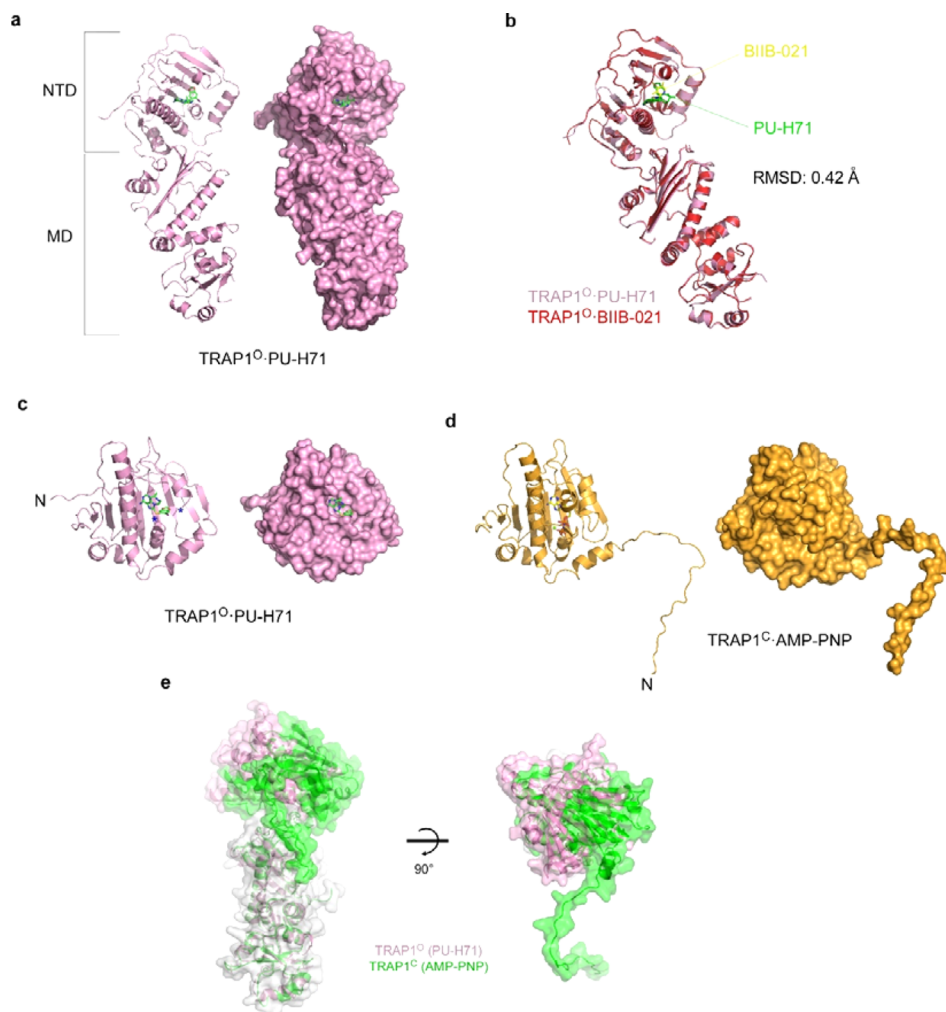 a
NTD
MD
TRAP1ᴼ·PU-H71
b
BIIB-021
PU-H71
RMSD: 0.42 Å
TRAP1ᴼ·PU-H71
TRAP1ᴼ·BIIB-021
c
N
TRAP1ᴼ·PU-H71
d
N
TRAP1ᶜ·AMP-PNP
e
90°
TRAP1ᴼ (PU-H71)
TRAP1ᶜ (AMP-PNP)